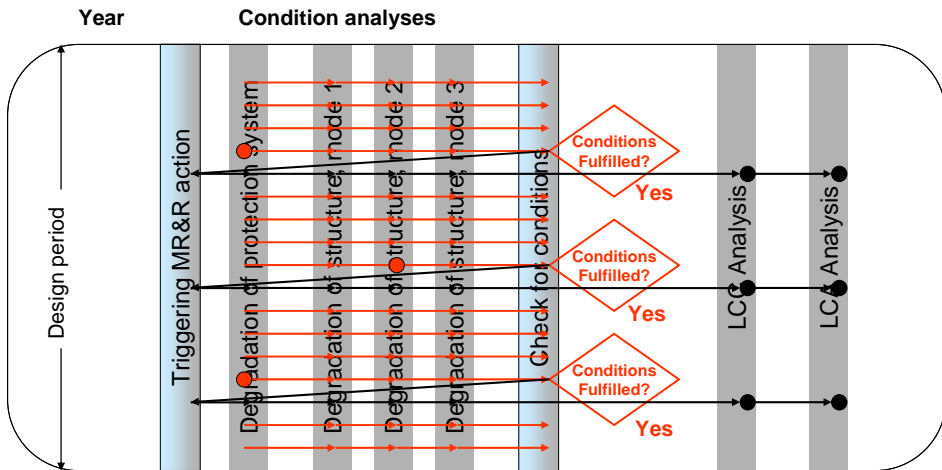 Year
Condition analyses
Design period
Triggering MR&R action
Degradation of protection system
Degradation of structure, mode 1
Degradation of structure, mode 2
Degradation of structure, mode 3
Check for conditions
Conditions
Fulfilled?
Yes
Conditions
Fulfilled?
Yes
Conditions
Fulfilled?
Yes
LCC Analysis
LCA Analysis